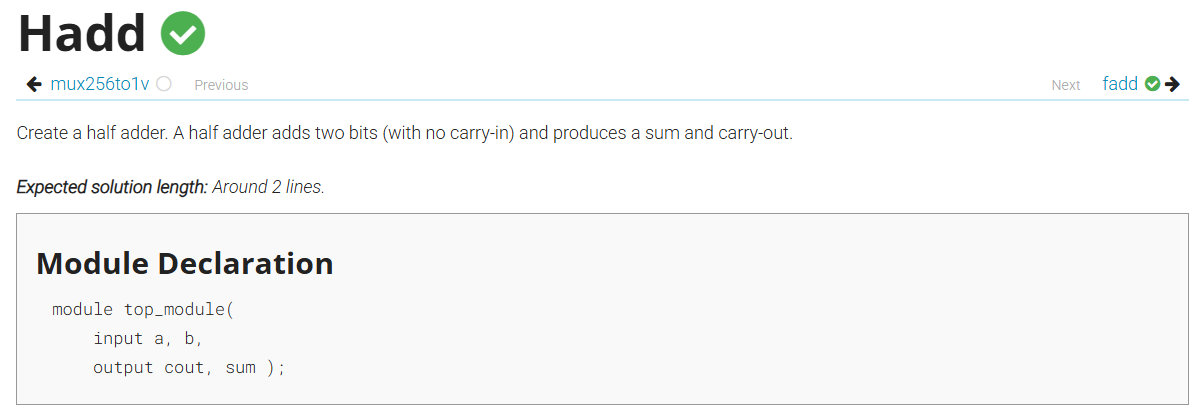 Hadd
mux256to1v Previous Next fadd
Create a half adder. A half adder adds two bits (with no carry-in) and produces a sum and carry-out.
Expected solution length: Around 2 lines.
Module Declaration
module top_module(
input a, b,
output cout, sum );